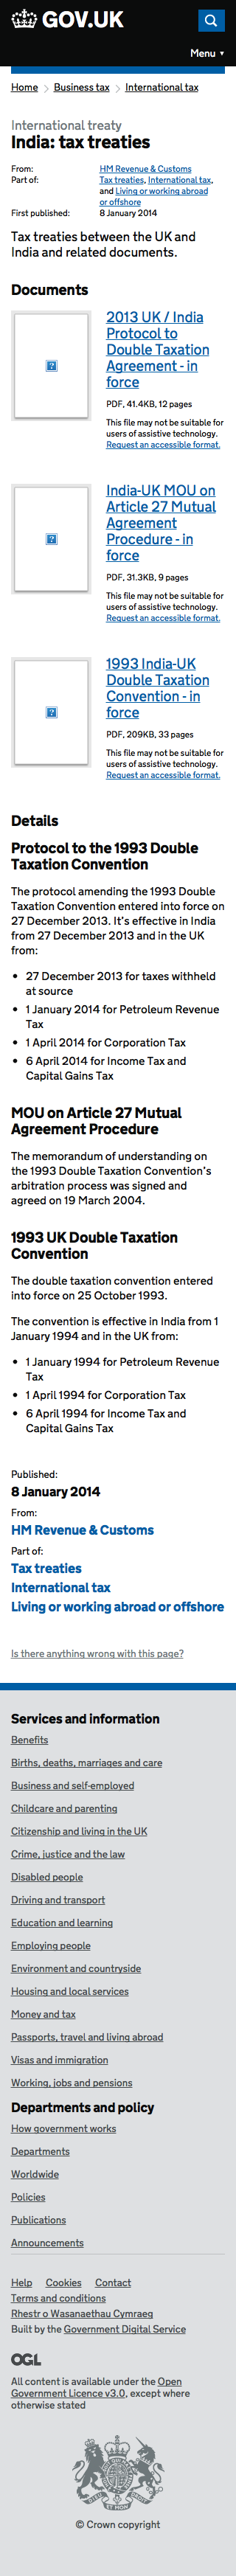 GOV.UK
Menu ▼
Home > Business tax > International tax
International treaty
India: tax treaties
From: HM Revenue & Customs
Part of: Tax treaties, International tax,
and Living or working abroad
or offshore
First published: 8 January 2014
Tax treaties between the UK and
India and related documents.
Documents
2013 UK / India
Protocol to
Double Taxation
Agreement - in
force
PDF, 41.4KB, 12 pages
This file may not be suitable for
users of assistive technology.
Request an accessible format.
India-UK MOU on
Article 27 Mutual
Agreement
Procedure - in
force
PDF, 31.3KB, 9 pages
This file may not be suitable for
users of assistive technology.
Request an accessible format.
1993 India-UK
Double Taxation
Convention - in
force
PDF, 209KB, 33 pages
This file may not be suitable for
users of assistive technology.
Request an accessible format.
Details
Protocol to the 1993 Double
Taxation Convention
The protocol amending the 1993 Double
Taxation Convention entered into force on
27 December 2013. It’s effective in India
from 27 December 2013 and in the UK
from:
• 27 December 2013 for taxes withheld
at source
• 1 January 2014 for Petroleum Revenue
Tax
• 1 April 2014 for Corporation Tax
• 6 April 2014 for Income Tax and
Capital Gains Tax
MOU on Article 27 Mutual
Agreement Procedure
The memorandum of understanding on
the 1993 Double Taxation Convention’s
arbitration process was signed and
agreed on 19 March 2004.
1993 UK Double Taxation
Convention
The double taxation convention entered
into force on 25 October 1993.
The convention is effective in India from 1
January 1994 and in the UK from:
• 1 January 1994 for Petroleum Revenue
Tax
• 1 April 1994 for Corporation Tax
• 6 April 1994 for Income Tax and
Capital Gains Tax
Published:
8 January 2014
From:
HM Revenue & Customs
Part of:
Tax treaties
International tax
Living or working abroad or offshore
Is there anything wrong with this page?
Services and information
Benefits
Births, deaths, marriages and care
Business and self-employed
Childcare and parenting
Citizenship and living in the UK
Crime, justice and the law
Disabled people
Driving and transport
Education and learning
Employing people
Environment and countryside
Housing and local services
Money and tax
Passports, travel and living abroad
Visas and immigration
Working, jobs and pensions
Departments and policy
How government works
Departments
Worldwide
Policies
Publications
Announcements
Help Cookies Contact
Terms and conditions
Rhestr o Wasanaethau Cymraeg
Built by the Government Digital Service
OGL
All content is available under the Open
Government Licence v3.0, except where
otherwise stated
© Crown copyright